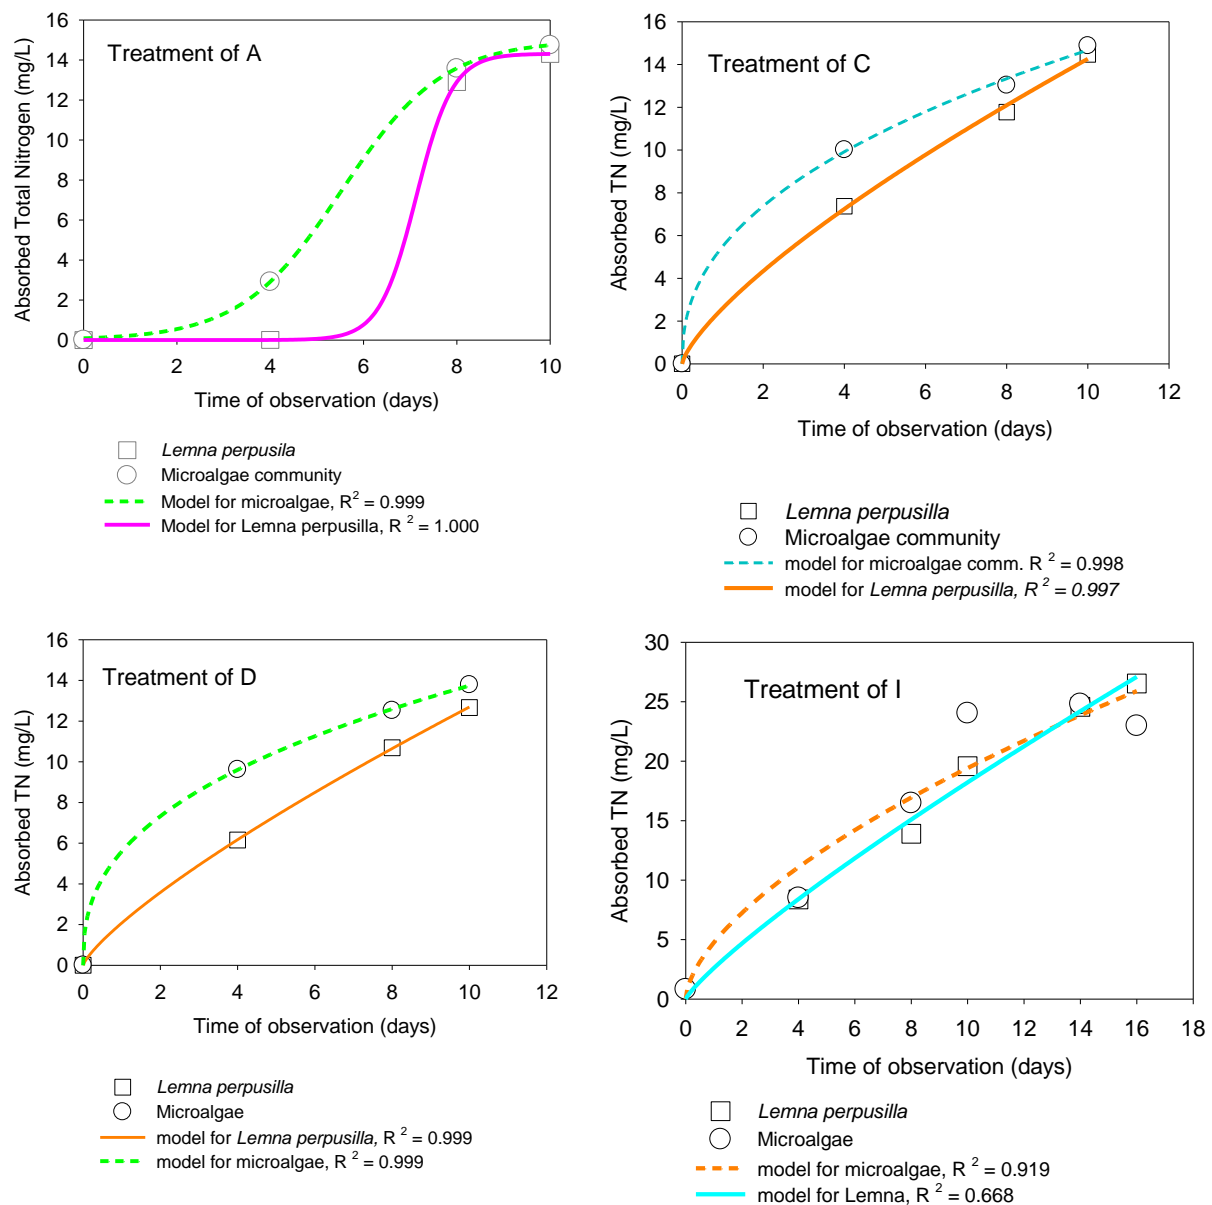 Treatment of A
Absorbed Total Nitrogen (mg/L)
16
14
12
10
8
6
4
2
0
0 2 4 6 8 10
Time of observation (days)
Lemna perpusila
Microalgae community
Model for microalgae, R² = 0.999
Model for Lemna perpusilla, R ² = 1.000
Treatment of C
Absorbed TN (mg/L)
16
14
12
10
8
6
4
2
0
0 2 4 6 8 10 12
Time of observation (days)
Lemna perpusilla
Microalgae community
model for microalgae comm. R ² = 0.998
model for Lemna perpusilla, R ² = 0.997
Treatment of D
Absorbed TN (mg/L)
16
14
12
10
8
6
4
2
0
0 2 4 6 8 10 12
Time of observation (days)
Lemna perpusilla
Microalgae
model for Lemna perpusilla, R ² = 0.999
model for microalgae, R ² = 0.999
Treatment of I
Absorbed TN (mg/L)
30
25
20
15
10
5
0
0 2 4 6 8 10 12 14 16 18
Time of observation (days)
Lemna perpusilla
Microalgae
model for microalgae, R ² = 0.919
model for Lemna, R ² = 0.668